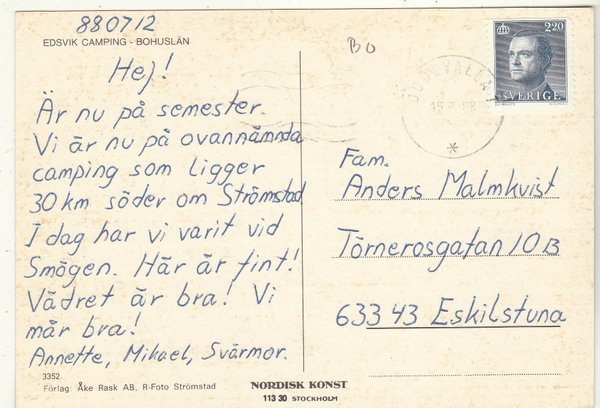 880712
EDSVIK CAMPING - BOHUSLÄN
Hej!
Är nu på semester.
Vi är nu på ovannämnda
camping som ligger
30 km söder om Strömstad
I dag har vi varit vid
Smögen. Här är fint!
Vädret är bra! Vi
mår bra!
Annette, Mikael, Svärmor.
3352
Förlag: Åke Rask AB, R-Foto Strömstad
NORDISK KONST
113 30 STOCKHOLM
BO
2.20
SVERIGE
Fam.
Anders Malmkvist
Törnerosgatan 10 B
633 43 Eskilstuna